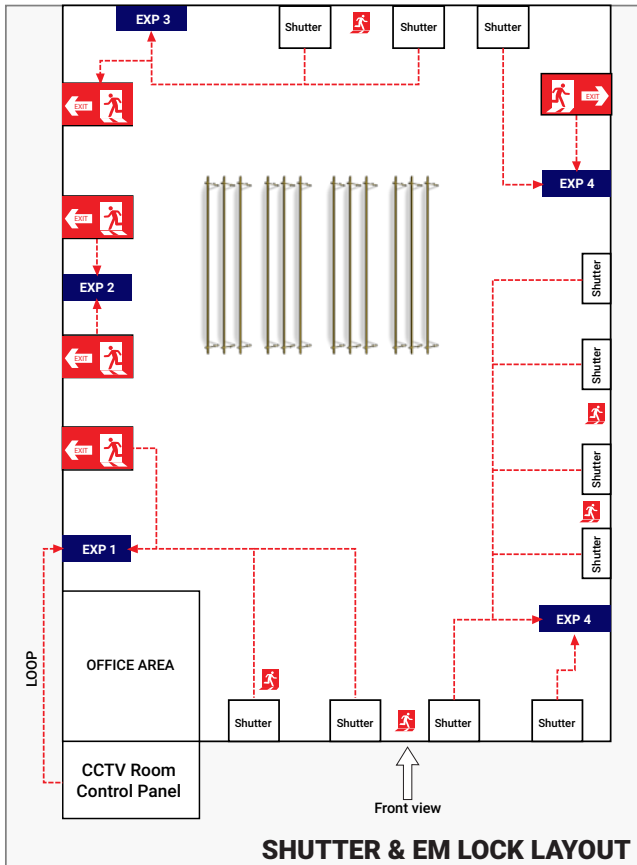 EXP 3
Shutter
Shutter
Shutter
EXIT
EXIT
EXP 4
EXIT
EXP 2
Shutter
EXIT
Shutter
EXIT
Shutter
EXP 1
Shutter
EXP 4
OFFICE AREA
LOOP
Shutter
Shutter
Shutter
Shutter
CCTV Room
Control Panel
Front view
SHUTTER & EM LOCK LAYOUT